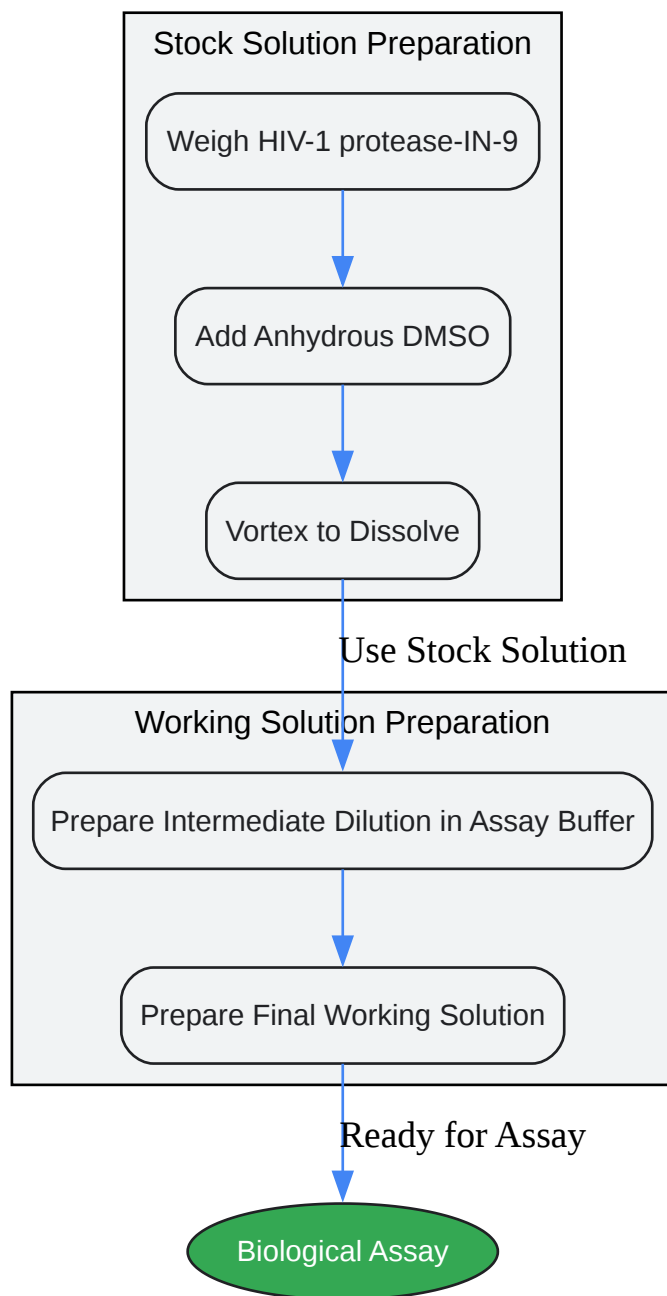 Stock Solution Preparation
Weigh HIV-1 protease-IN-9
Add Anhydrous DMSO
Vortex to Dissolve
Use Stock Solution
Working Solution Preparation
Prepare Intermediate Dilution in Assay Buffer
Prepare Final Working Solution
Ready for Assay
Biological Assay